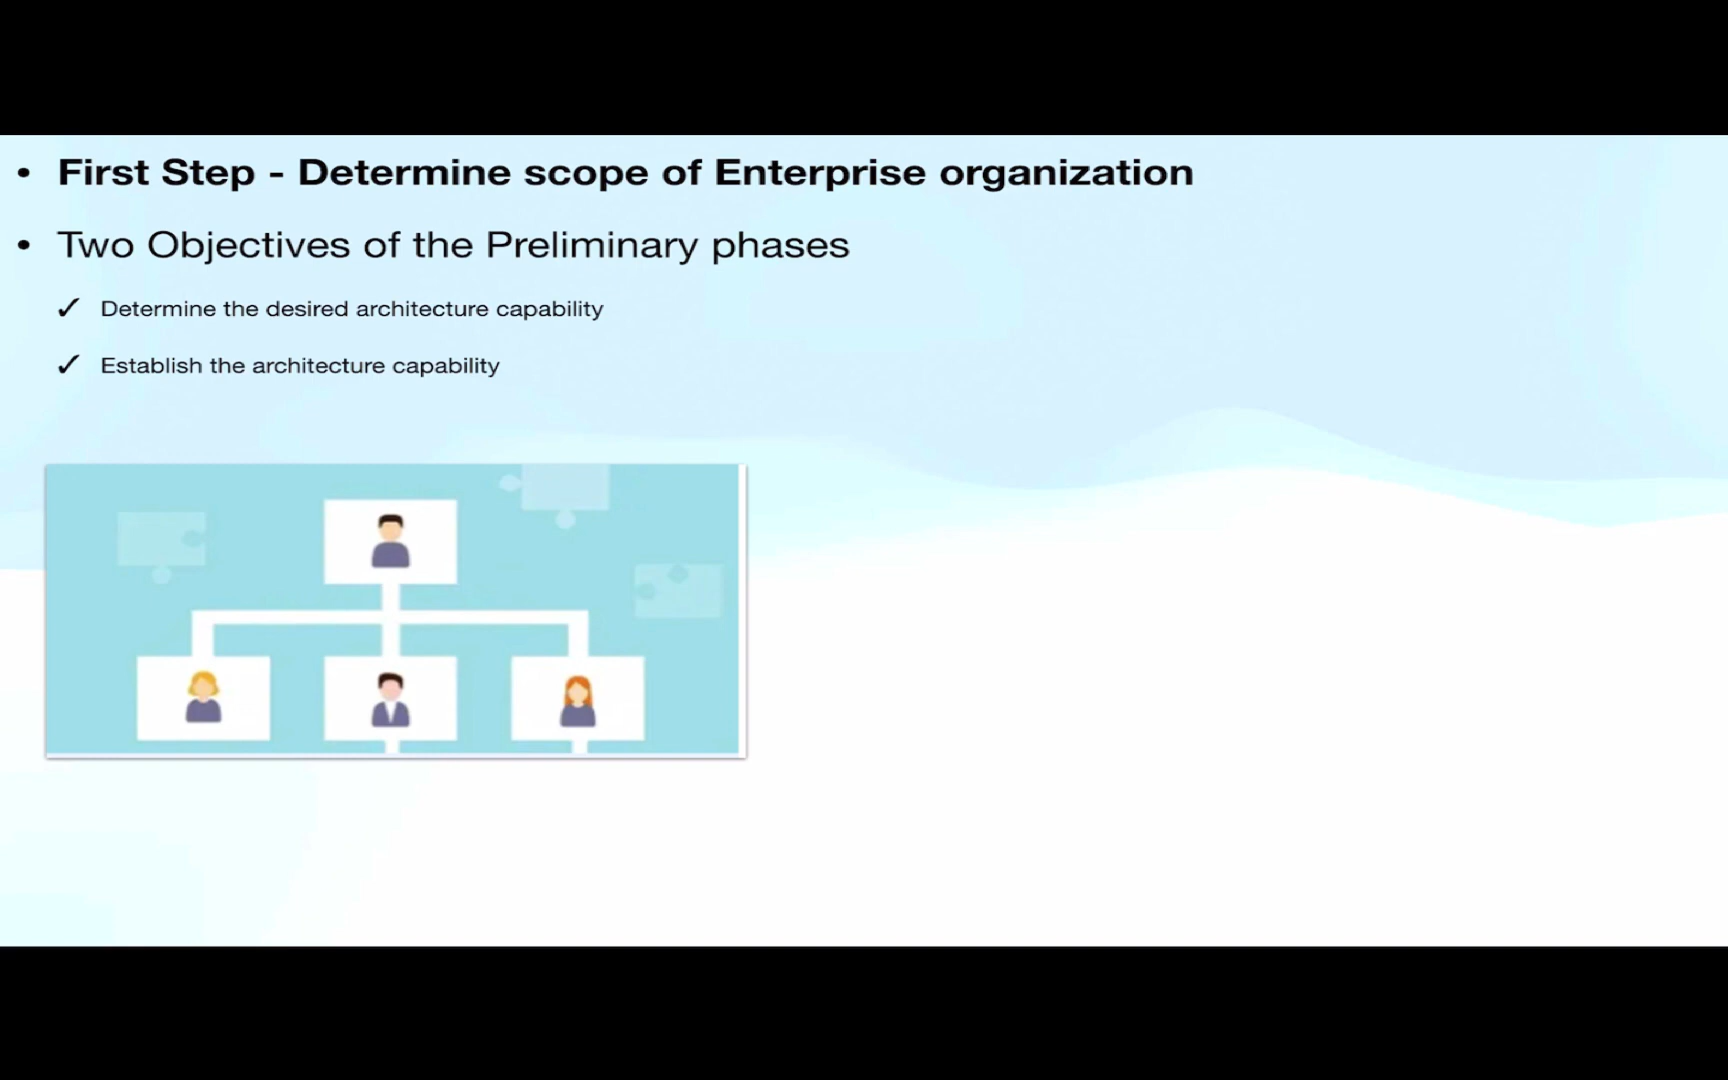 • First Step - Determine scope of Enterprise organization
• Two Objectives of the Preliminary phases
✓ Determine the desired architecture capability
✓ Establish the architecture capability